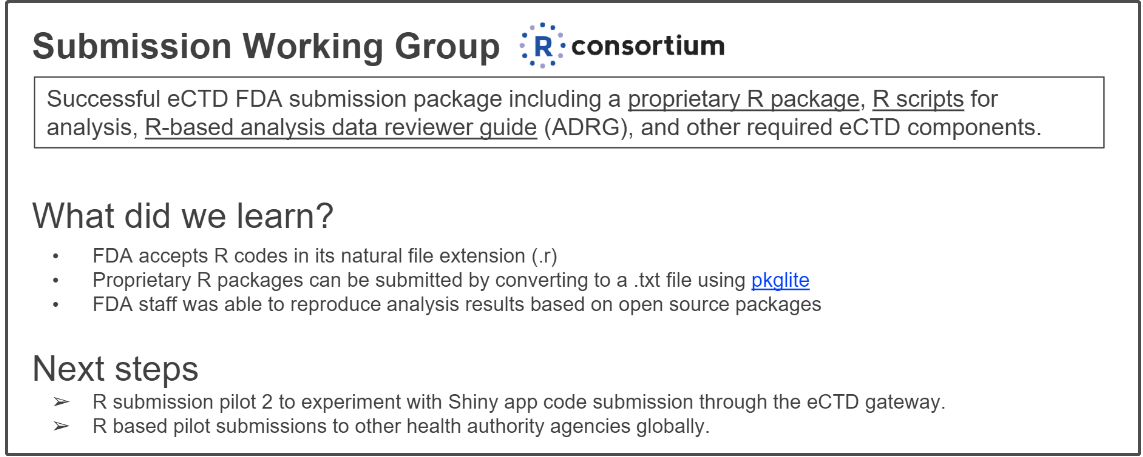 Submission Working Group R consortium
Successful eCTD FDA submission package including a proprietary R package, R scripts for
analysis, R-based analysis data reviewer guide (ADRG), and other required eCTD components.
What did we learn?
• FDA accepts R codes in its natural file extension (.r)
• Proprietary R packages can be submitted by converting to a .txt file using pkglite
• FDA staff was able to reproduce analysis results based on open source packages
Next steps
➢ R submission pilot 2 to experiment with Shiny app code submission through the eCTD gateway.
➢ R based pilot submissions to other health authority agencies globally.